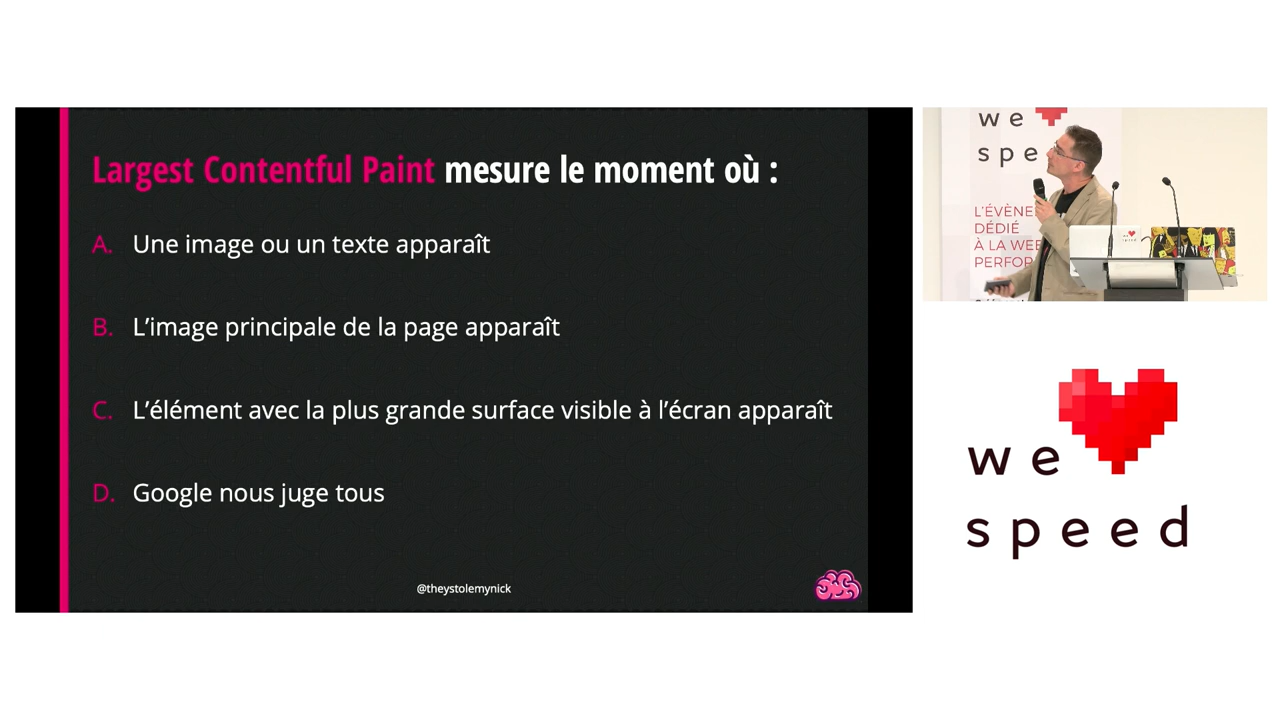 Largest Contentful Paint mesure le moment où :
A. Une image ou un texte apparaît
B. L’image principale de la page apparaît
C. L’élément avec la plus grande surface visible à l’écran apparaît
D. Google nous juge tous
@theystolemynick
we
spe
L’ÉVÈNE
DÉDIÉ
À LA WEB
PERFOR
we
speed